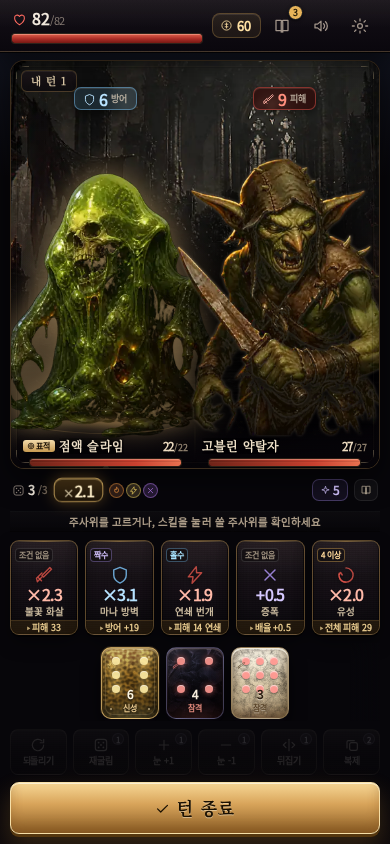 82/82
60
3
내 턴 1
6 방어
9 피해
표적 점액 슬라임 22/22
고블린 약탈자 27/27
3/3
×2.1
5
주사위를 고르거나, 스킬을 눌러 쓸 주사위를 확인하세요
조건 없음
짝수
홀수
조건 없음
4 이상
×2.3
×3.1
×1.9
+0.5
×2.0
불꽃 화살
마나 방벽
연쇄 번개
증폭
유성
피해 33
방어 +19
피해 14 연쇄
배율 +0.5
전체 피해 29
6
4
3
신성
잠격
잠격
1
1
1
1
2
되돌리기
재굴림
눈 +1
눈 -1
뒤집기
복제
턴 종료